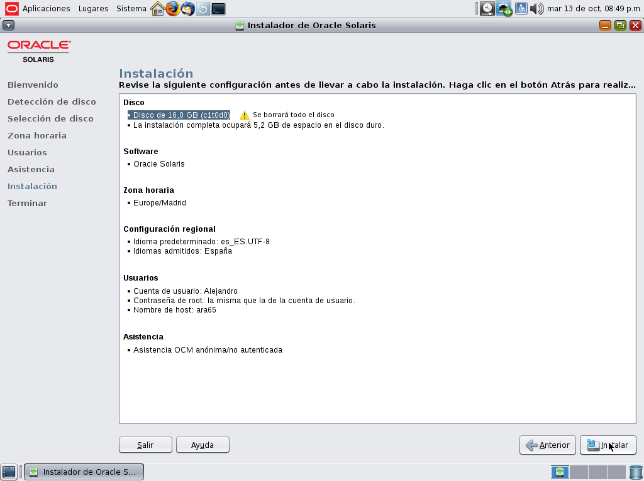 Aplicaciones Lugares Sistema mar 13 de oct, 08:49 p.m.
Instalador de Oracle Solaris
ORACLE
SOLARIS
Bienvenido
Detección de disco
Selección de disco
Zona horaria
Usuarios
Asistencia
Instalación
Terminar
Instalación
Revise la siguiente configuración antes de llevar a cabo la instalación. Haga clic en el botón Atrás para realiz...
Disco
• Disco de 16,0 GB (c1t0d0) Se borrará todo el disco
• La instalación completa ocupará 5,2 GB de espacio en el disco duro.
Software
• Oracle Solaris
Zona horaria
• Europe/Madrid
Configuración regional
• Idioma predeterminado: es_ES.UTF-8
• Idiomas admitidos: España
Usuarios
• Cuenta de usuario: Alejandro
• Contraseña de root: la misma que la de la cuenta de usuario.
• Nombre de host: ara65
Asistencia
• Asistencia OCM anónima/no autenticada
Salir Ayuda Anterior Instalar
Instalador de Oracle S...